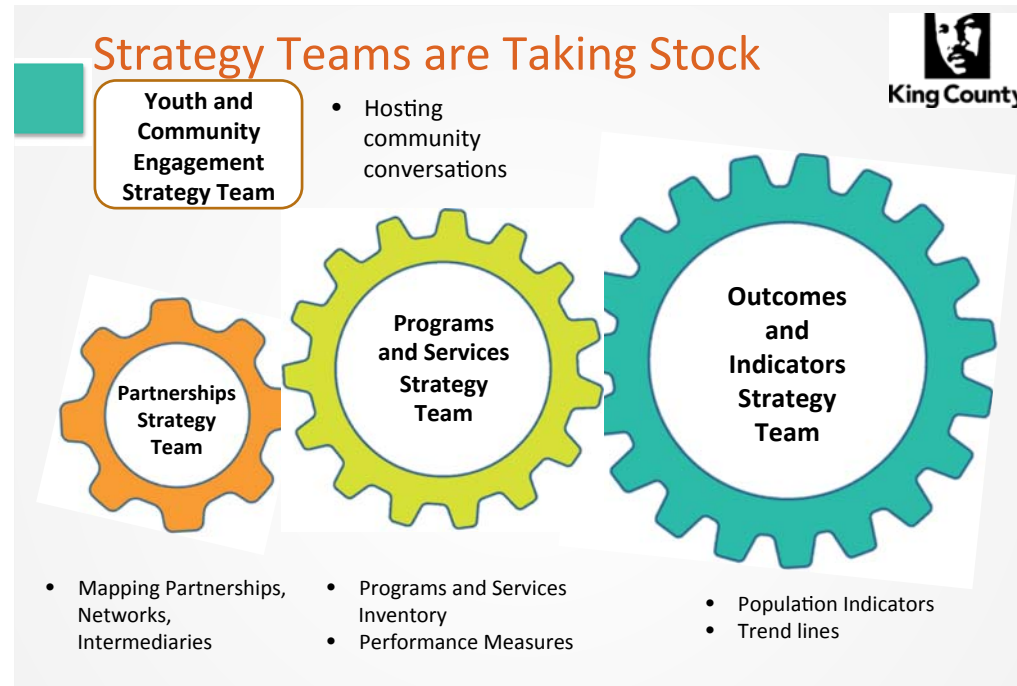 Strategy Teams are Taking Stock
King County
Youth and
Community
Engagement
Strategy Team
• Hosting
community
conversations
Partnerships
Strategy
Team
Programs
and Services
Strategy
Team
Outcomes
and
Indicators
Strategy
Team
• Mapping Partnerships,
Networks,
Intermediaries
• Programs and Services
Inventory
• Performance Measures
• Population Indicators
• Trend lines